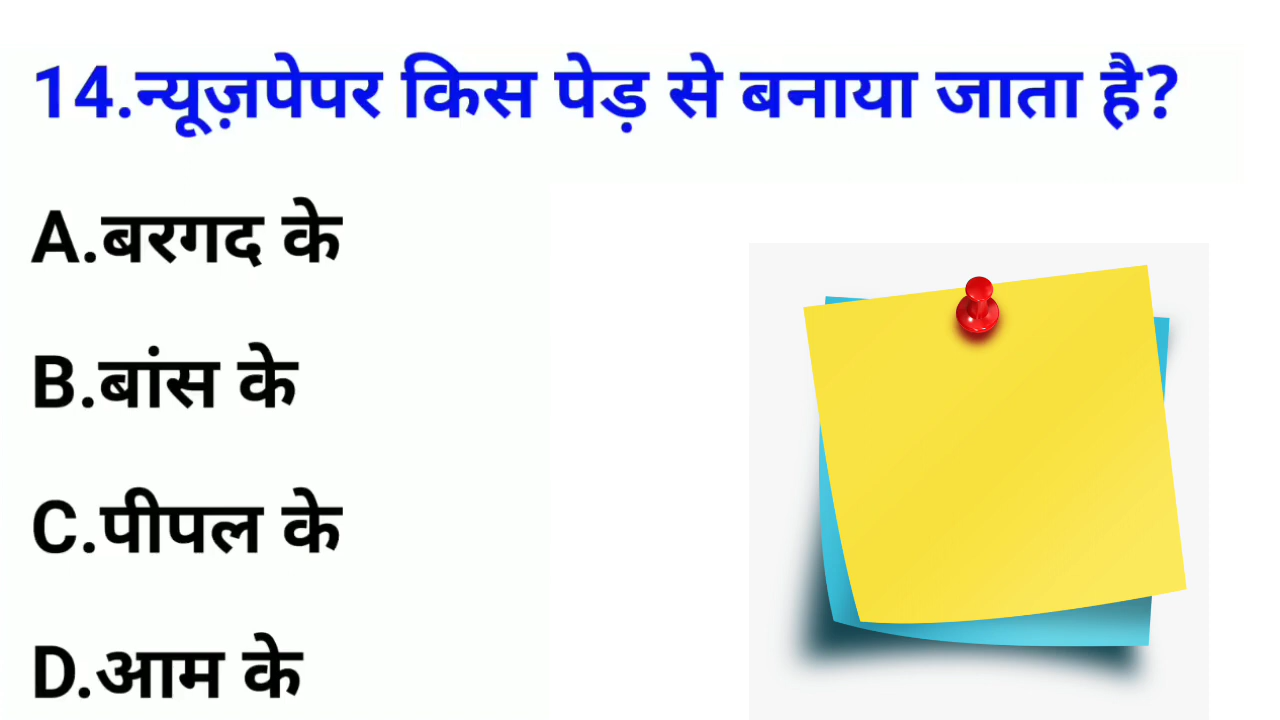 14.न्यूज़पेपर किस पेड़ से बनाया जाता है?
A.बरगद के
B.बांस के
C.पीपल के
D.आम के